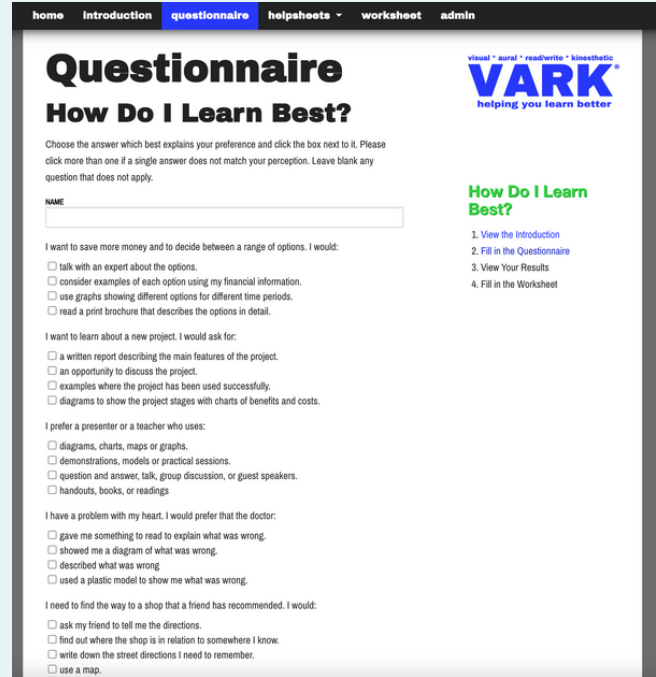 home introduction questionnaire helpsheets worksheet admin
Questionnaire
How Do I Learn Best?
Choose the answer which best explains your preference and click the box next to it. Please
click more than one if a single answer does not match your perception. Leave blank any
question that does not apply.
NAME
I want to save more money and to decide between a range of options. I would:
talk with an expert about the options.
consider examples of each option using my financial information.
use graphs showing different options for different time periods.
read a print brochure that describes the options in detail.
I want to learn about a new project. I would ask for:
a written report describing the main features of the project.
an opportunity to discuss the project.
examples where the project has been used successfully.
diagrams to show the project stages with charts of benefits and costs.
I prefer a presenter or a teacher who uses:
diagrams, charts, maps or graphs.
demonstrations, models or practical sessions.
question and answer, talk, group discussion, or guest speakers.
handouts, books, or readings
I have a problem with my heart. I would prefer that the doctor:
gave me something to read to explain what was wrong.
showed me a diagram of what was wrong.
described what was wrong
used a plastic model to show me what was wrong.
I need to find the way to a shop that a friend has recommended. I would:
ask my friend to tell me the directions.
find out where the shop is in relation to somewhere I know.
write down the street directions I need to remember.
use a map.
visual * aural * read/write * kinesthetic
VARK®
helping you learn better
How Do I Learn
Best?
1. View the Introduction
2. Fill in the Questionnaire
3. View Your Results
4. Fill in the Worksheet